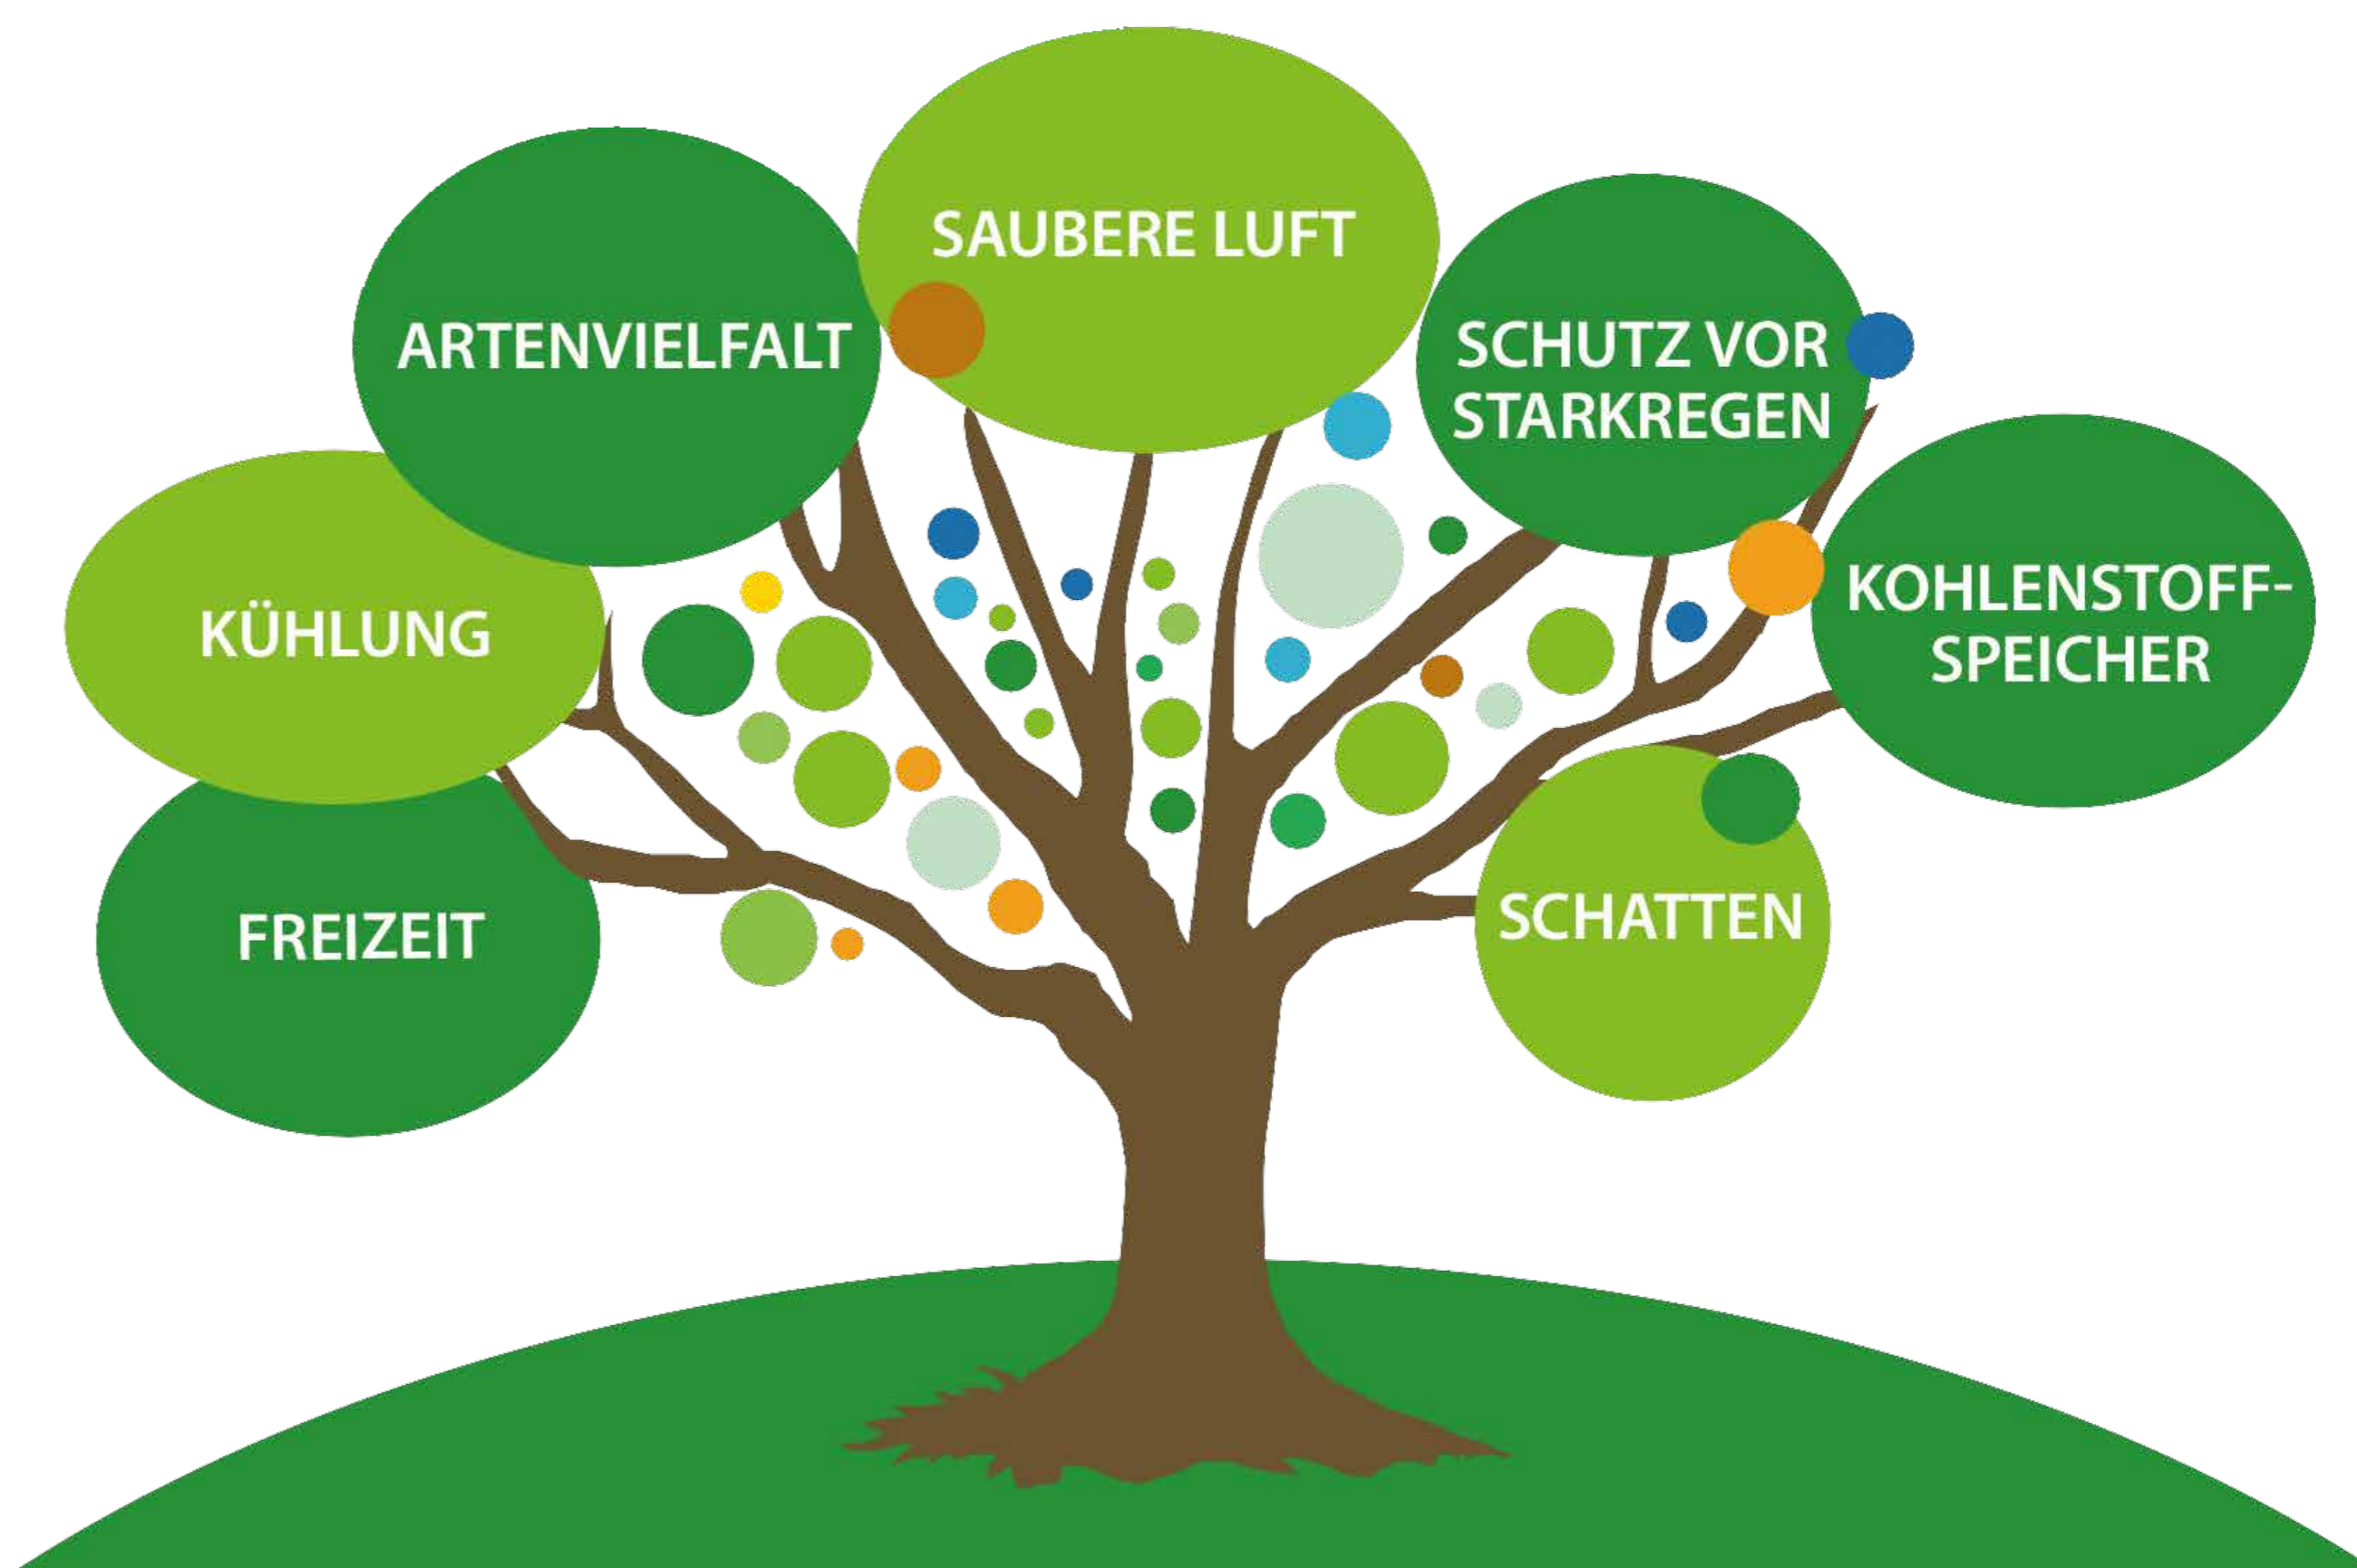 SAUBERE LUFT
ARTENVIELFALT
SCHUTZ VOR
STARKREGEN
KÜHLUNG
KOHLENSTOFF-
SPEICHER
FREIZEIT
SCHATTEN